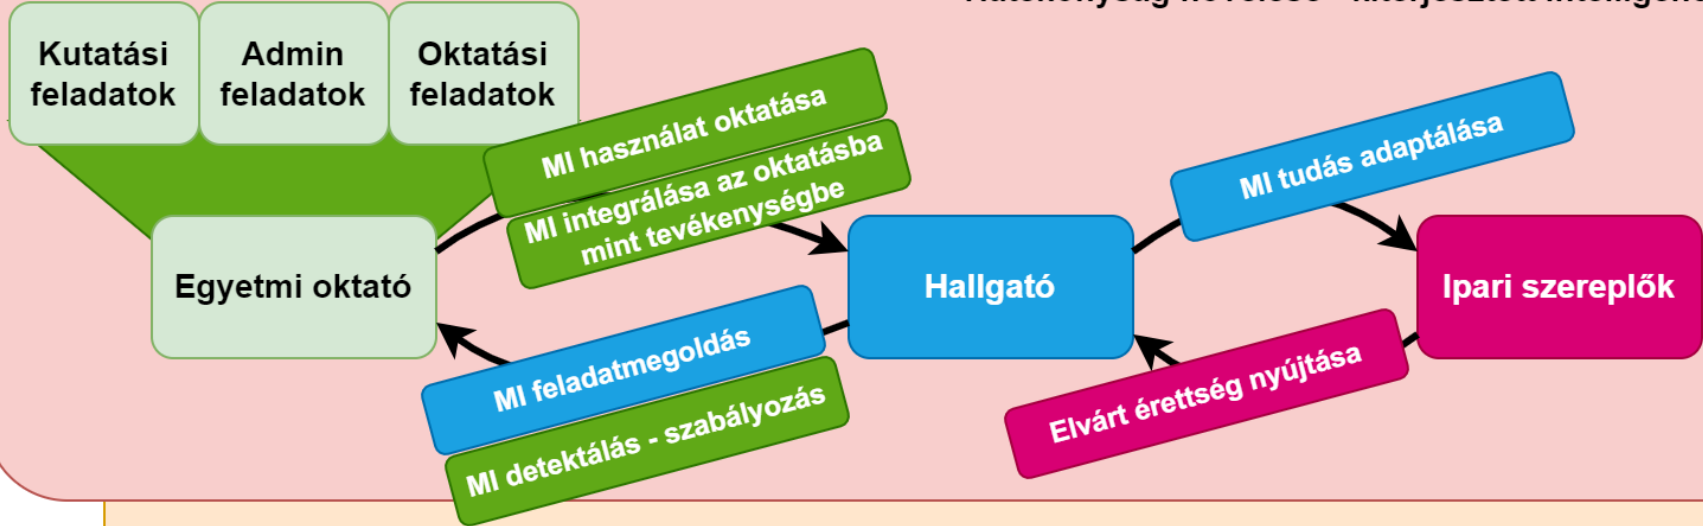 Kutatási
feladatok
Admin
feladatok
Oktatási
feladatok
MI használat oktatása
MI integrálása az oktatásba
mint tevékenységbe
MI tudás adaptálása
Egyetmi oktató
Hallgató
Ipari szereplők
MI feladatmegoldás
MI detektálás - szabályozás
Elvárt érettség nyújtása